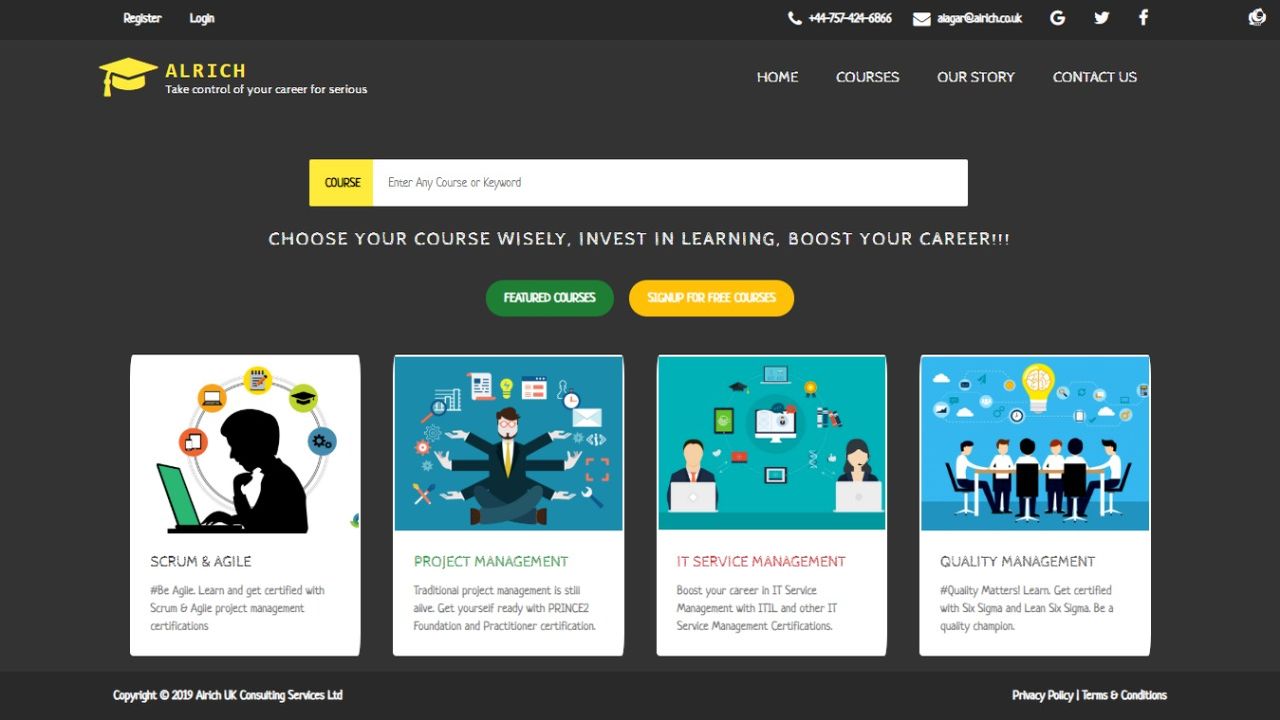 Register Login +44-757-424-6866 alagar@alrich.co.uk
ALRICH
Take control of your career for serious
HOME COURSES OUR STORY CONTACT US
COURSE Enter Any Course or Keyword
CHOOSE YOUR COURSE WISELY, INVEST IN LEARNING, BOOST YOUR CAREER!!!
FEATURED COURSES SIGNUP FOR FREE COURSES
SCRUM & AGILE
#Be Agile. Learn and get certified with
Scrum & Agile project management
certifications
PROJECT MANAGEMENT
Traditional project management is still
alive. Get yourself ready with PRINCE2
Foundation and Practitioner certification.
IT SERVICE MANAGEMENT
Boost your career in IT Service
Management with ITIL and other IT
Service Management Certifications.
QUALITY MANAGEMENT
#Quality Matters! Learn. Get certified
with Six Sigma and Lean Six Sigma. Be a
quality champion.
Copyright © 2019 Alrich UK Consulting Services Ltd
Privacy Policy | Terms & Conditions